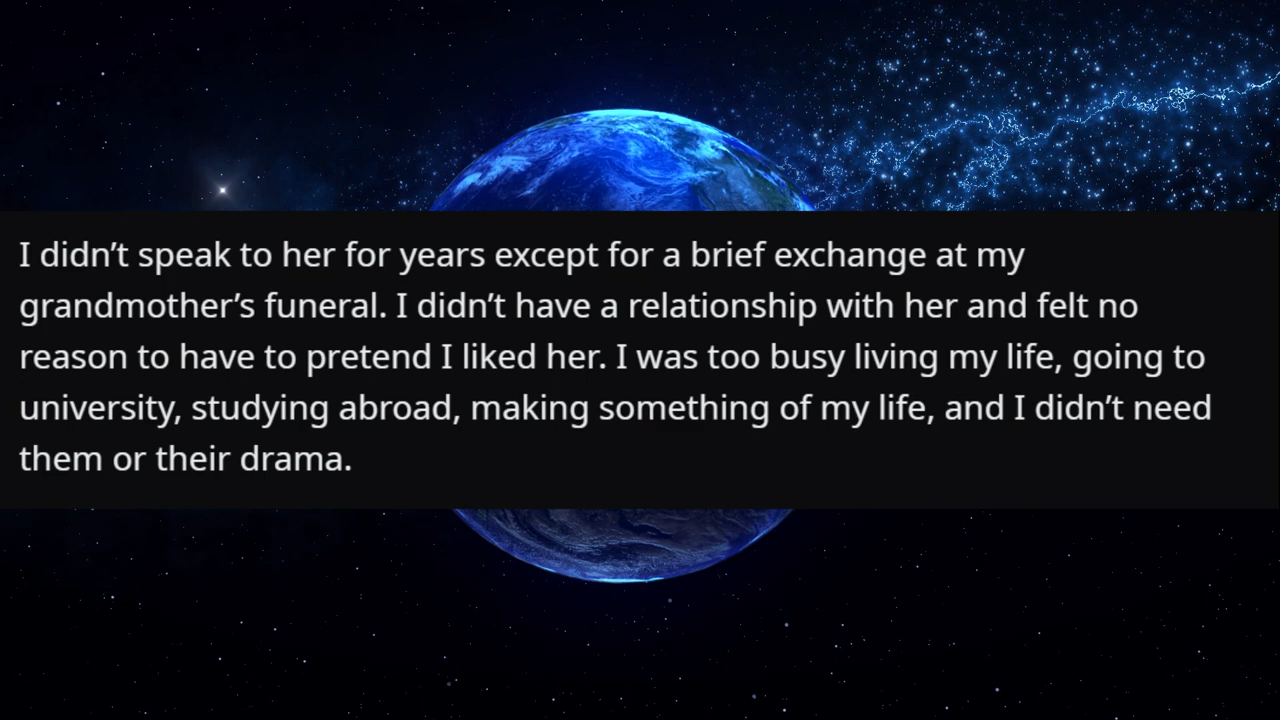 I didn’t speak to her for years except for a brief exchange at my
grandmother’s funeral. I didn’t have a relationship with her and felt no
reason to have to pretend I liked her. I was too busy living my life, going to
university, studying abroad, making something of my life, and I didn’t need
them or their drama.